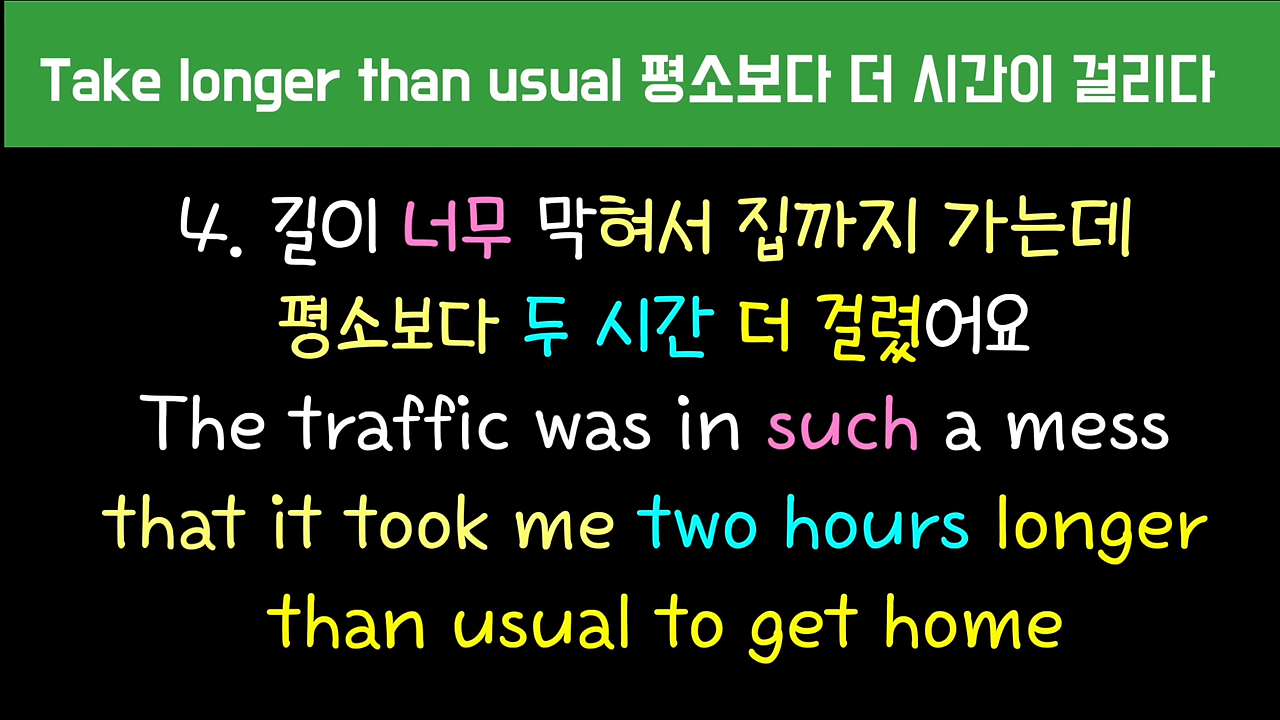 Take longer than usual 평소보다 더 시간이 걸리다
4. 길이 너무 막혀서 집까지 가는데
평소보다 두 시간 더 걸렸어요
The traffic was in such a mess
that it took me two hours longer
than usual to get home